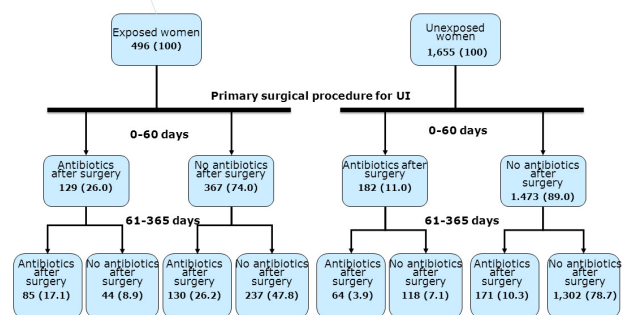 Exposed women
496 (100)
Unexposed
women
1,655 (100)
Primary surgical procedure for UI
0-60 days
0-60 days
Antibiotics
after surgery
129 (26.0)
No antibiotics
after surgery
367 (74.0)
Antibiotics after
surgery
182 (11.0)
No antibiotics
after
surgery
1.473 (89.0)
61-365 days
61-365 days
Antibiotics
after
surgery
85 (17.1)
No antibiotics
after
surgery
44 (8.9)
Antibiotics
after
surgery
130 (26.2)
No antibiotics
after
surgery
237 (47.8)
Antibiotics
after
surgery
64 (3.9)
No antibiotics
after
surgery
118 (7.1)
Antibiotics
after
surgery
171 (10.3)
No antibiotics
after
surgery
1,302 (78.7)